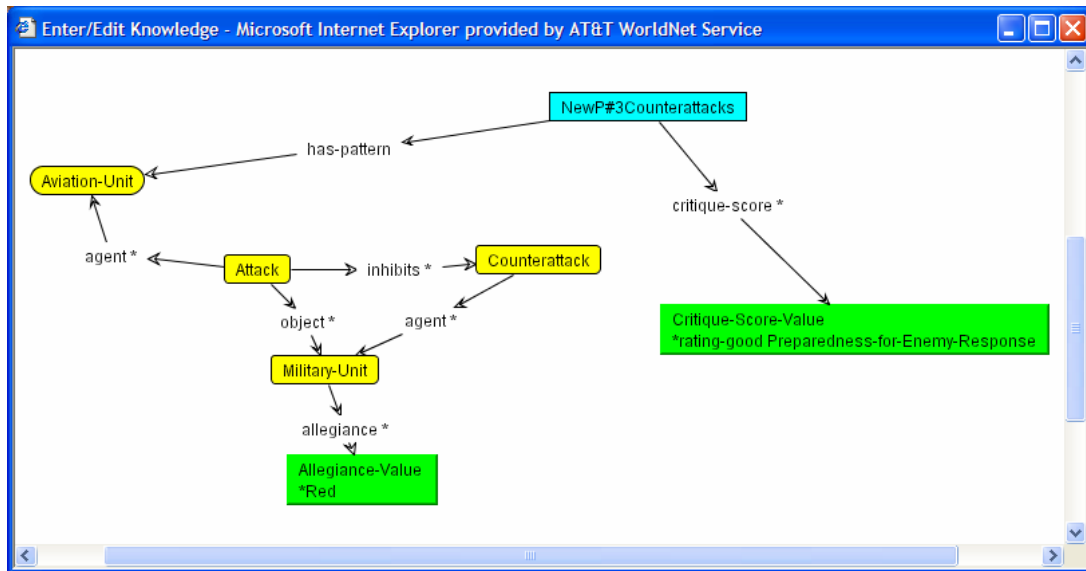 Enter/Edit Knowledge - Microsoft Internet Explorer provided by AT&T WorldNet Service
NewP#3Counterattacks
has-pattern
Aviation-Unit
critique-score *
agent *
Attack
inhibits *
Counterattack
object *
agent *
Critique-Score-Value
*rating-good Preparedness-for-Enemy-Response
Military-Unit
allegiance *
Allegiance-Value
*Red